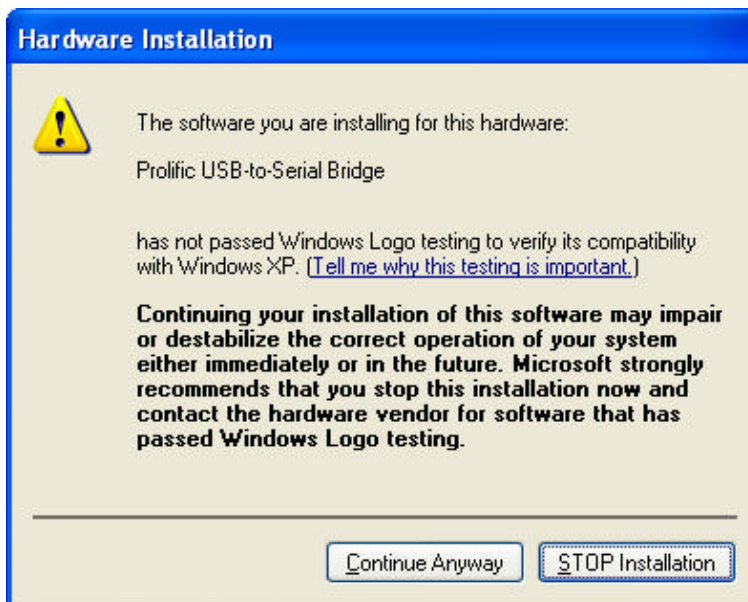 Hardware Installation
The software you are installing for this hardware:
Prolific USB-to-Serial Bridge
has not passed Windows Logo testing to verify its compatibility
with Windows XP. (Tell me why this testing is important.)
Continuing your installation of this software may impair
or destabilize the correct operation of your system
either immediately or in the future. Microsoft strongly
recommends that you stop this installation now and
contact the hardware vendor for software that has
passed Windows Logo testing.
Continue Anyway STOP Installation